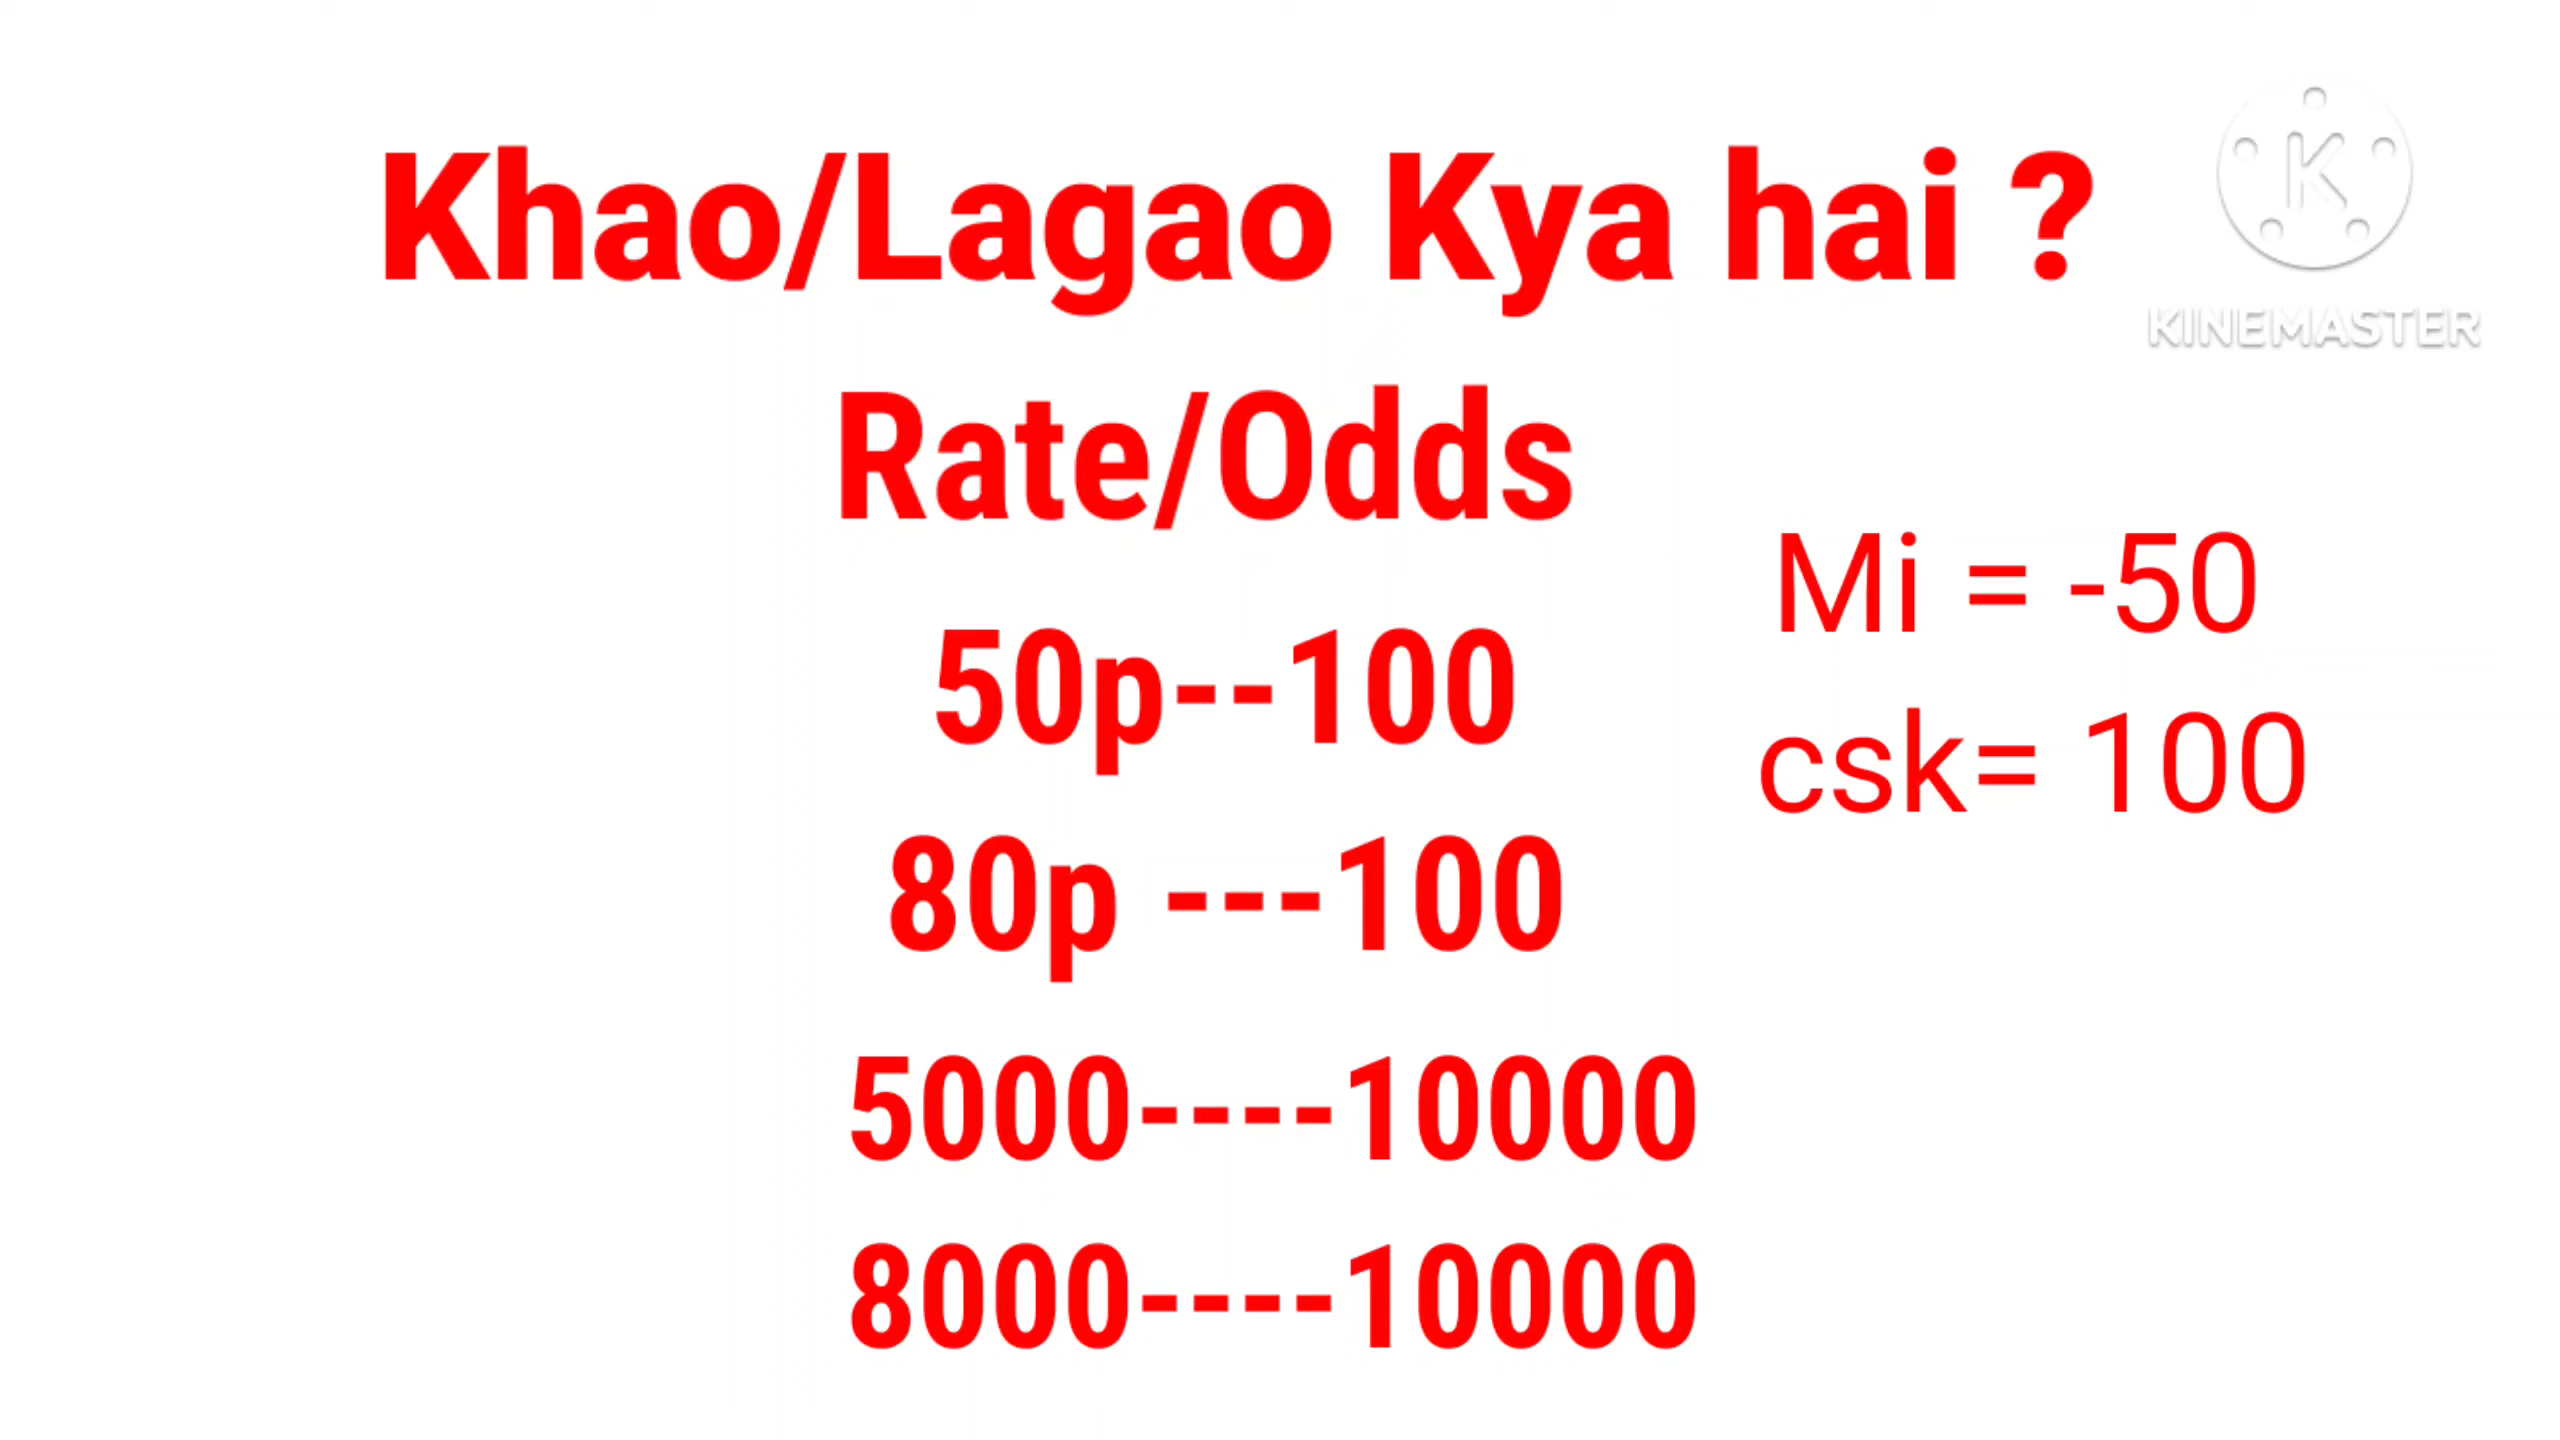 Khao/Lagao Kya hai ?
K
KINEMASTER
Rate/Odds
Mi = -50
50p--100
csk= 100
80p ---100
5000----10000
8000----10000